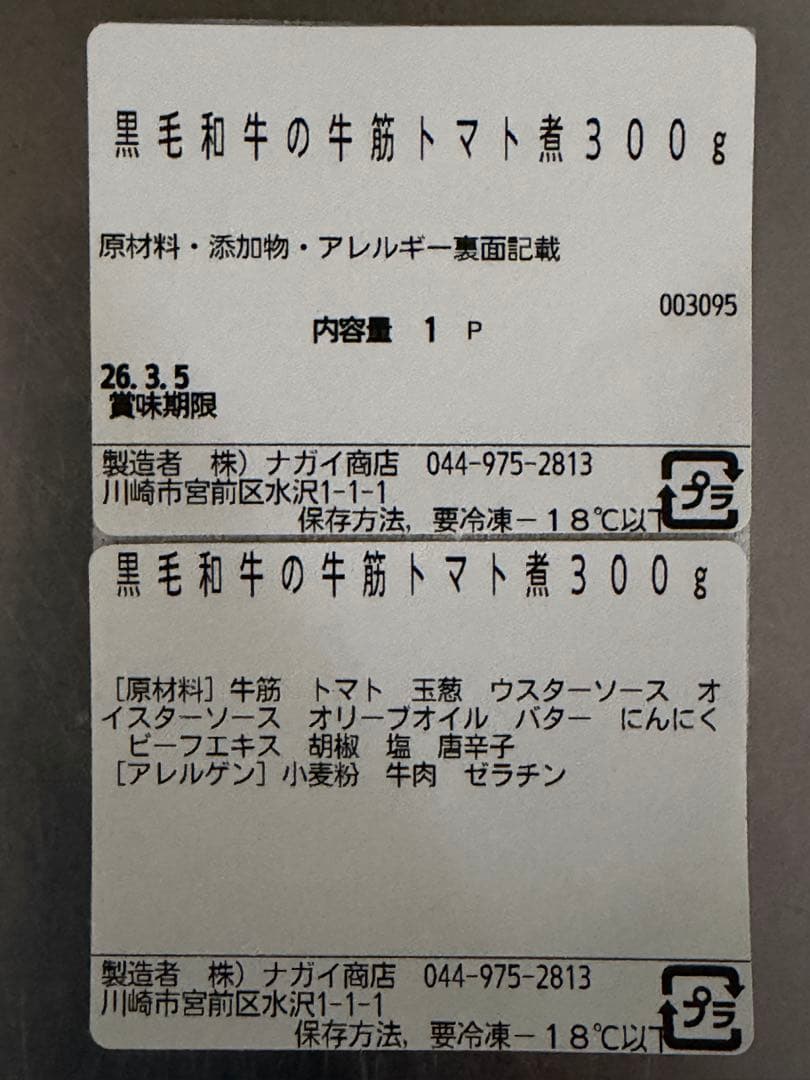 黒毛和牛の牛筋トマト煮300g
原材料・添加物・アレルギー裏面記載
003095
内容量 1 P
26.3.5
賞味期限
製造者 株）ナガイ商店 044-975-2813
川崎市宮前区水沢1-1-1
保存方法，要冷凍－18℃以下
プラ
黒毛和牛の牛筋トマト煮300g
［原材料］牛筋 トマト 玉葱 ウスターソース オ
イスターソース オリーブオイル バター にんにく
ビーフエキス 胡椒 塩 唐辛子
［アレルゲン］小麦粉 牛肉 ゼラチン
製造者 株）ナガイ商店 044-975-2813
川崎市宮前区水沢1-1-1
保存方法，要冷凍－18℃以下
プラ